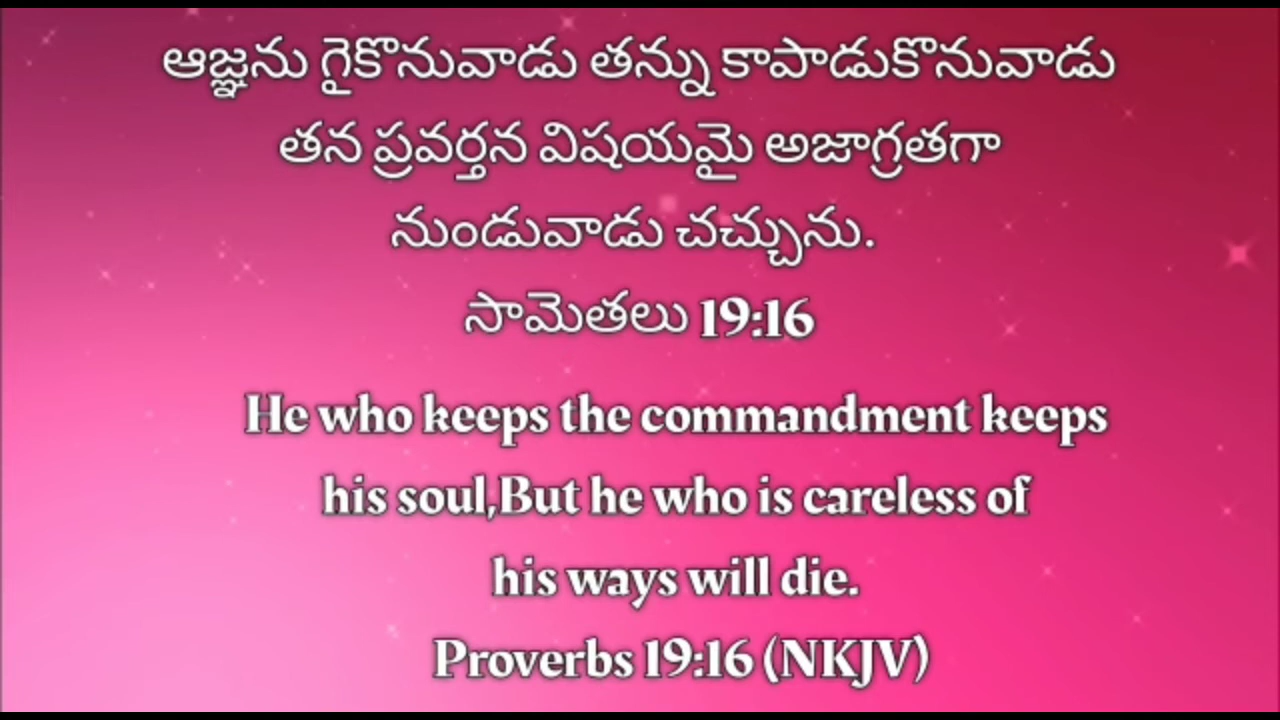 ఆజ్ఞను గైకొనువాడు తన్ను కాపాడుకొనువాడు
తన ప్రవర్తన విషయమై అజాగ్రతగా
నుండువాడు చచ్చును.
సామెతలు 19:16
He who keeps the commandment keeps
his soul,But he who is careless of
his ways will die.
Proverbs 19:16 (NKJV)